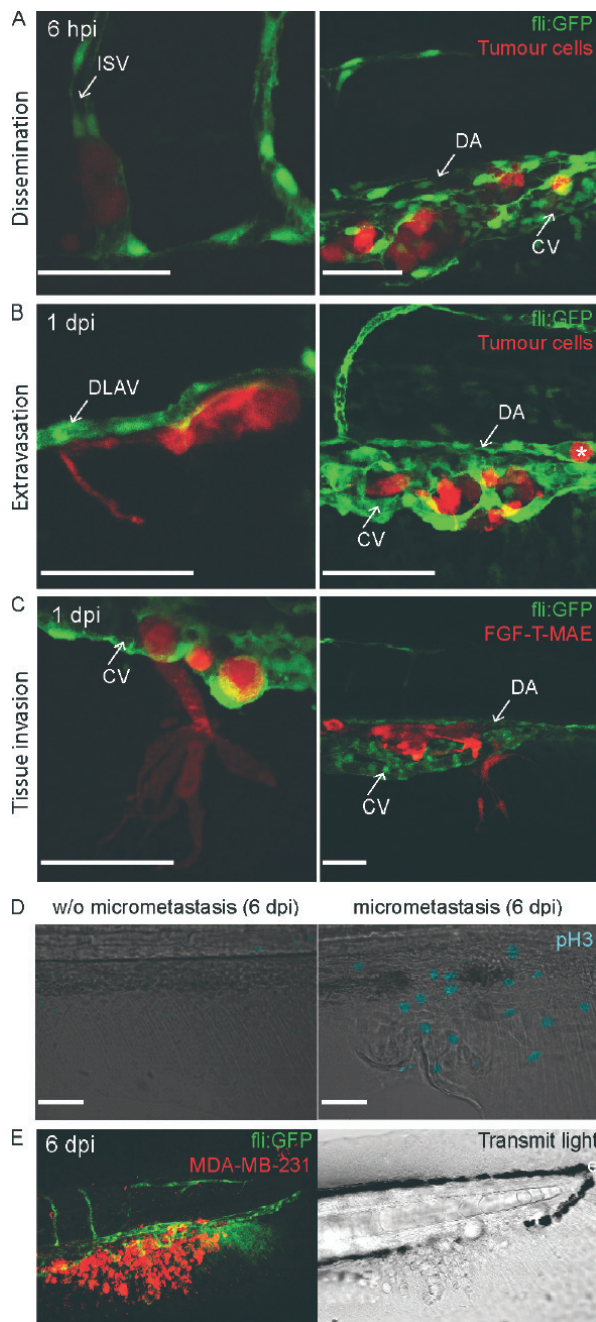 A
6 hpi
ISV
fli:GFP
Tumour cells
DA
CV
Dissemination
B
1 dpi
DLAV
fli:GFP
Tumour cells
DA
*
CV
Extravasation
C
1 dpi
CV
fli:GFP
FGF-T-MAE
DA
CV
Tissue invasion
D
w/o micrometastasis (6 dpi)
micrometastasis (6 dpi)
pH3
E
6 dpi
fli:GFP
MDA-MB-231
Transmit light